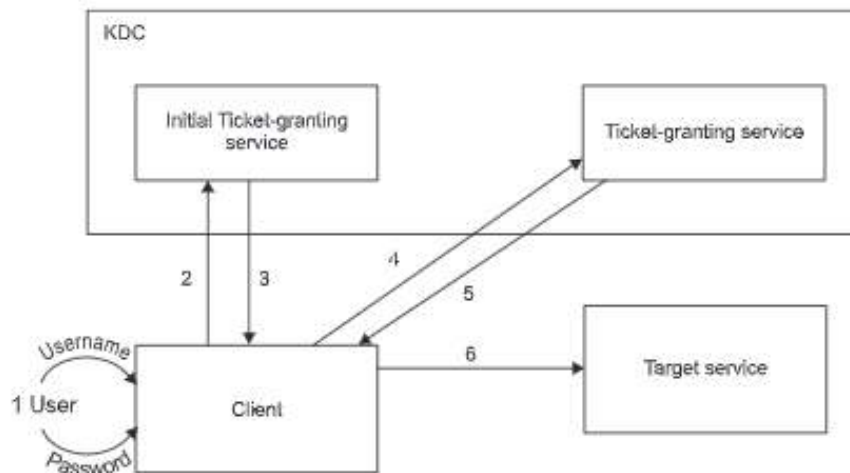 KDC
Initial Ticket-granting
service
Ticket-granting service
2
3
4
5
6
Username
1 User
Password
Client
Target service